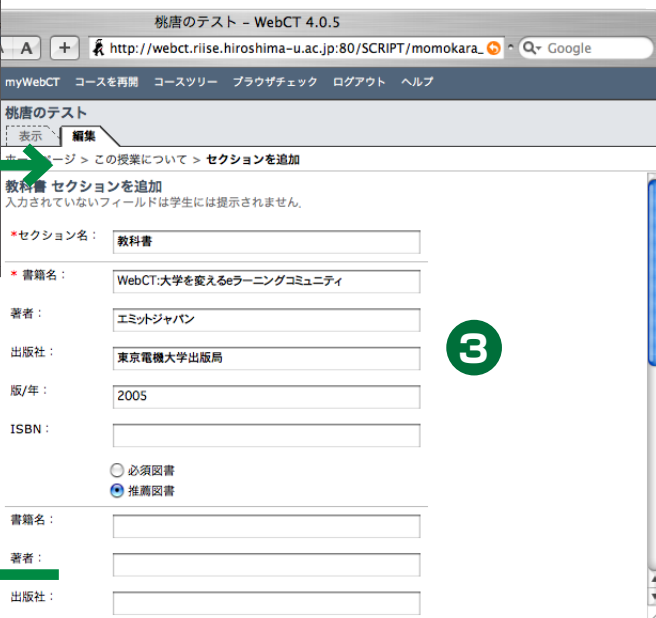 桃唐のテスト – WebCT 4.0.5
A + http://webct.riise.hiroshima-u.ac.jp:80/SCRIPT/momokara_ Google
myWebCT コースを再開 コースツリー ブラウザチェック ログアウト ヘルプ
桃唐のテスト
表示 編集
ホームページ > この授業について > セクションを追加
教科書 セクションを追加
入力されていないフィールドは学生には提示されません.
*セクション名： 教科書
* 書籍名： WebCT:大学を変えるeラーニングコミュニティ
著者： エミットジャパン
出版社： 東京電機大学出版局
3
版/年： 2005
ISBN：
必須図書
推薦図書
書籍名：
著者：
出版社：